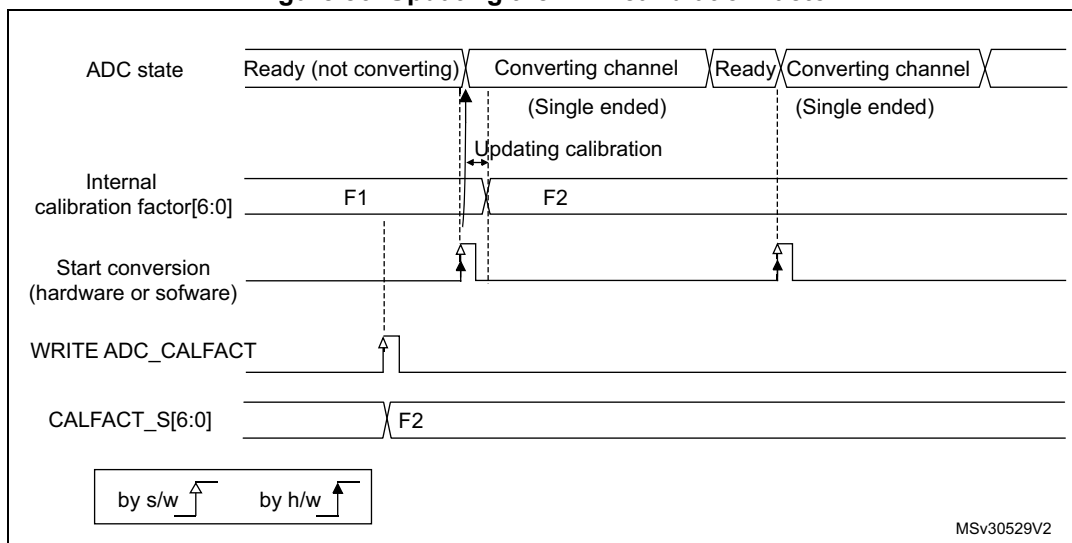 ADC state
Ready (not converting)
Converting channel
Ready
Converting channel
(Single ended)
(Single ended)
Updating calibration
Internal
calibration factor[6:0]
F1
F2
Start conversion
(hardware or sofware)
WRITE ADC_CALFACT
CALFACT_S[6:0]
F2
by s/w
by h/w
MSv30529V2